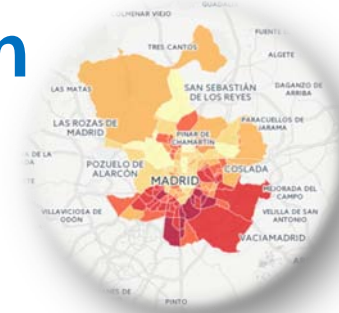 n
COLMENAR VIEJO
TRES CANTOS
ALGETE
LAS MATAS
SAN SEBASTIÁN
DE LOS REYES
DAGANZO DE
ARRIBA
LAS ROZAS DE
MADRID
PINAR DE
CHAMARTÍN
PARACUELLOS DE
JARAMA
POZUELO DE
ALARCÓN
COSLADA
MADRID
MEJORADA DEL
CAMPO
VILLAVICIOSA DE
ODÓN
VELILLA DE SAN
ANTONIO
VACIAMADRID
PINTO